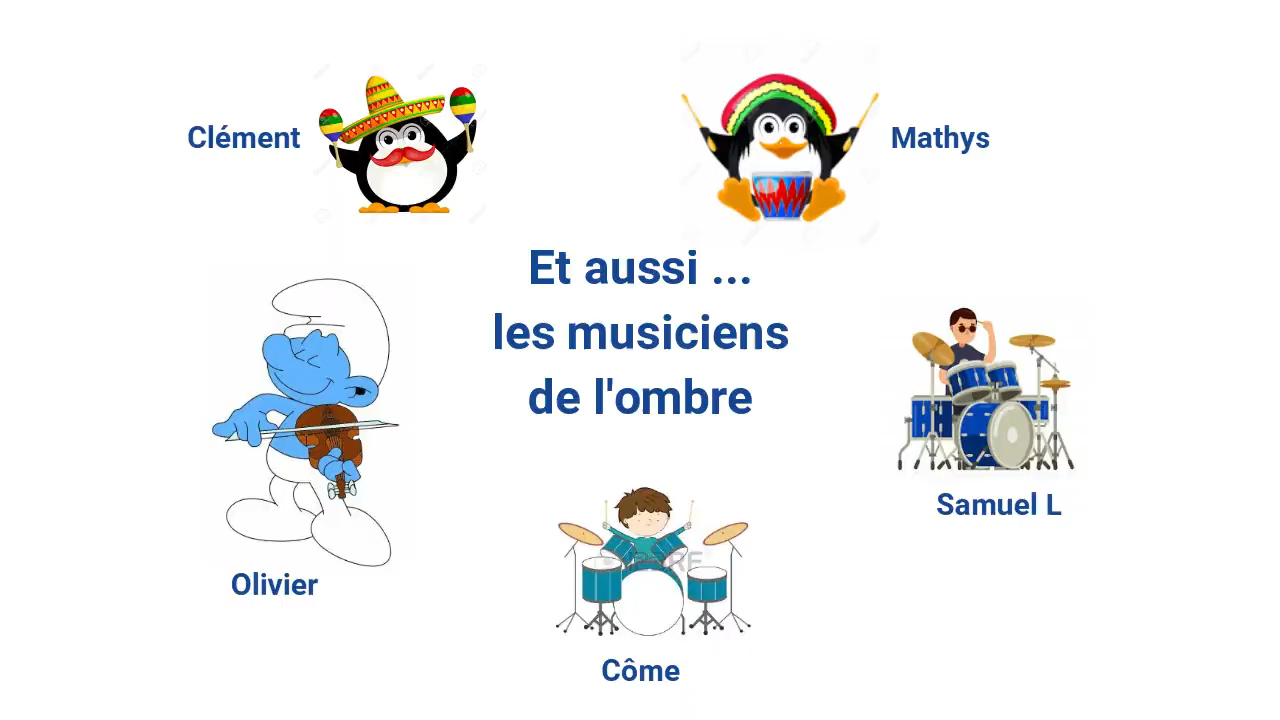 Clément
Mathys
Et aussi ...
les musiciens
de l'ombre
Samuel L
Olivier
Côme